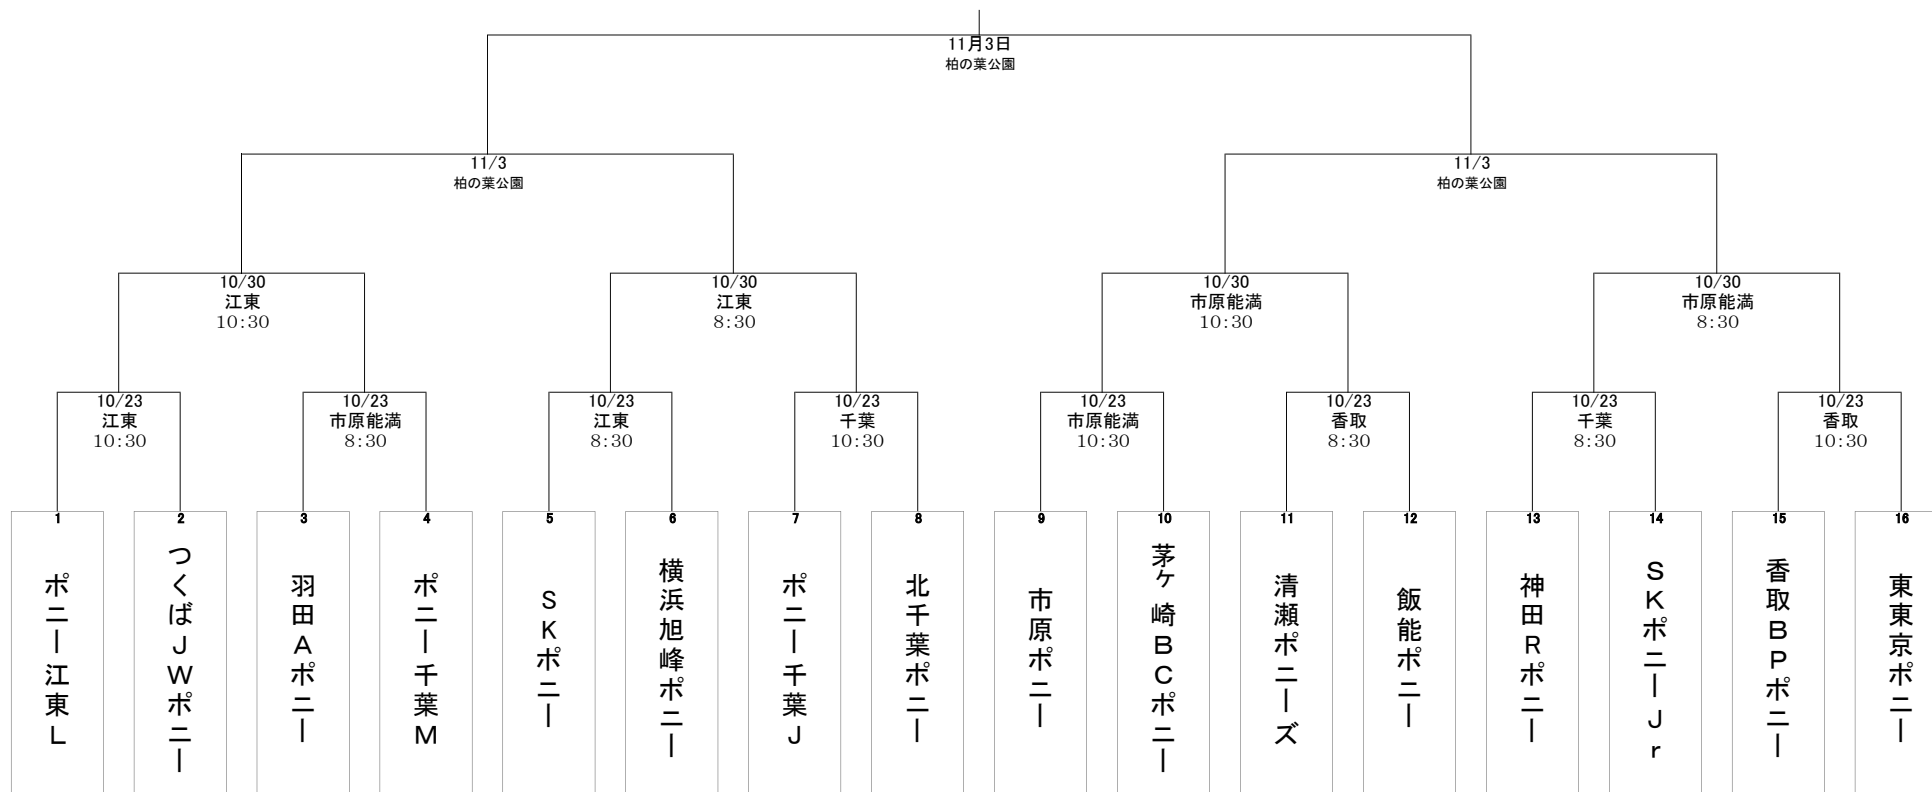 11月3日
柏の葉公園
11/3
柏の葉公園
11/3
柏の葉公園
10/30
江東
10:30
10/30
江東
8:30
10/30
市原能満
10:30
10/30
市原能満
8:30
10/23
江東
10:30
10/23
市原能満
8:30
10/23
江東
8:30
10/23
千葉
10:30
10/23
市原能満
10:30
10/23
香取
8:30
10/23
千葉
8:30
10/23
香取
10:30
1
ポニー江東L
2
つくばJWポニー
3
羽田Aポニー
4
ポニー千葉M
5
SKポニー
6
横浜旭峰ポニー
7
ポニー千葉J
8
北千葉ポニー
9
市原ポニー
10
茅ケ崎BCポニー
11
清瀬ポニーズ
12
飯能ポニー
13
神田Rポニー
14
SKポニーJr
15
香取BPポニー
16
東東京ポニー